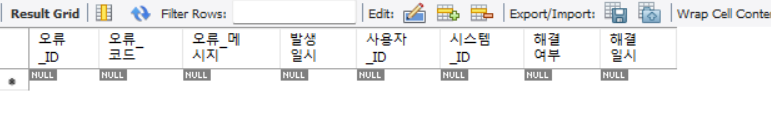 Result Grid Filter Rows: Edit: Export/Import: Wrap Cell Conte
오류_ID 오류_코드 오류_메시지 발생일시 사용자_ID 시스템_ID 해결여부 해결일시
NULL NULL NULL NULL NULL NULL NULL NULL